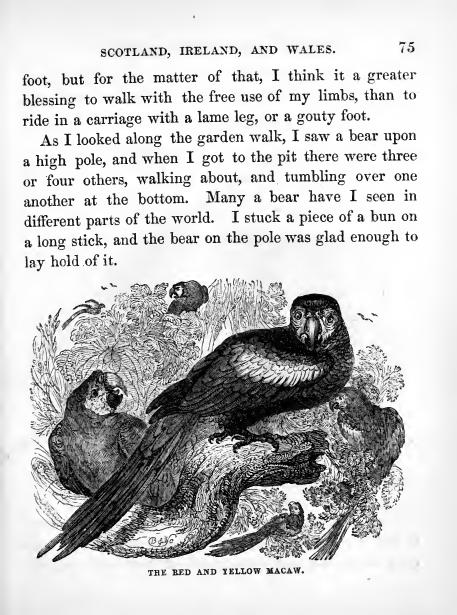 SCOTLAND, IRELAND, AND WALES. 75
foot, but for the matter of that, I think it a greater
blessing to walk with the free use of my limbs, than to
ride in a carriage with a lame leg, or a gouty foot.
As I looked along the garden walk, I saw a bear upon
a high pole, and when I got to the pit there were three
or four others, walking about, and tumbling over one
another at the bottom. Many a bear have I seen in
different parts of the world. I stuck a piece of a bun on
a long stick, and the bear on the pole was glad enough to
lay hold of it.
THE RED AND YELLOW MACAW.